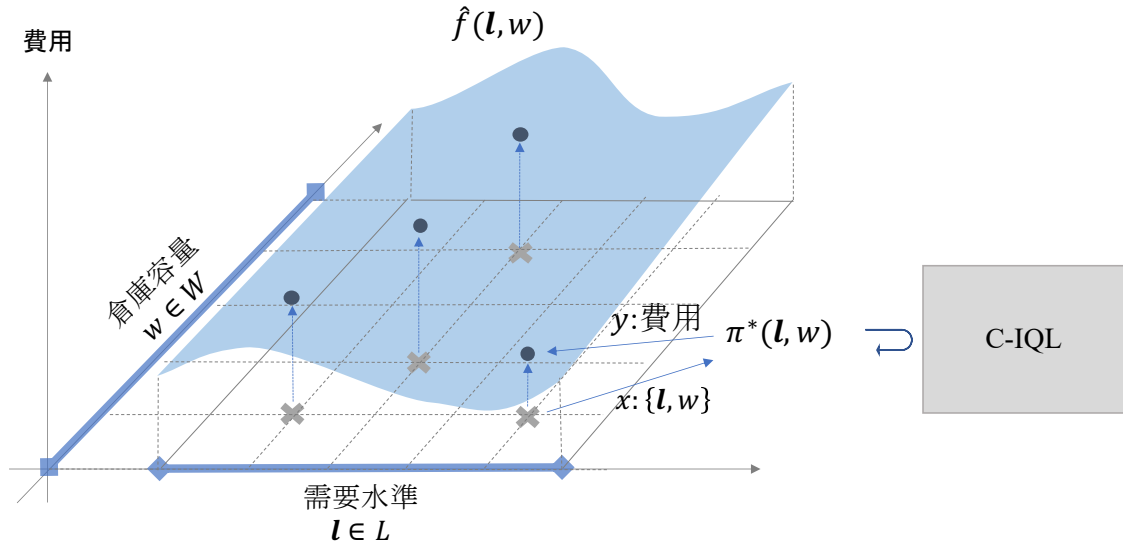 f̂(l, w)
費用
倉庫容量
w ∈ W
y:費用
π*(l, w)
C-IQL
x:{l, w}
需要水準
l ∈ L